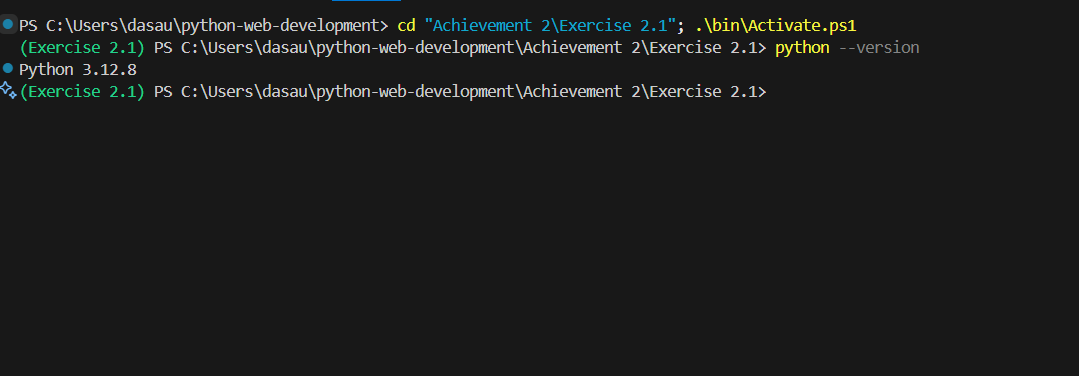 PS C:\Users\dasau\python-web-development> cd "Achievement 2\Exercise 2.1"; .\bin\Activate.ps1
(Exercise 2.1) PS C:\Users\dasau\python-web-development\Achievement 2\Exercise 2.1> python --version
Python 3.12.8
(Exercise 2.1) PS C:\Users\dasau\python-web-development\Achievement 2\Exercise 2.1>